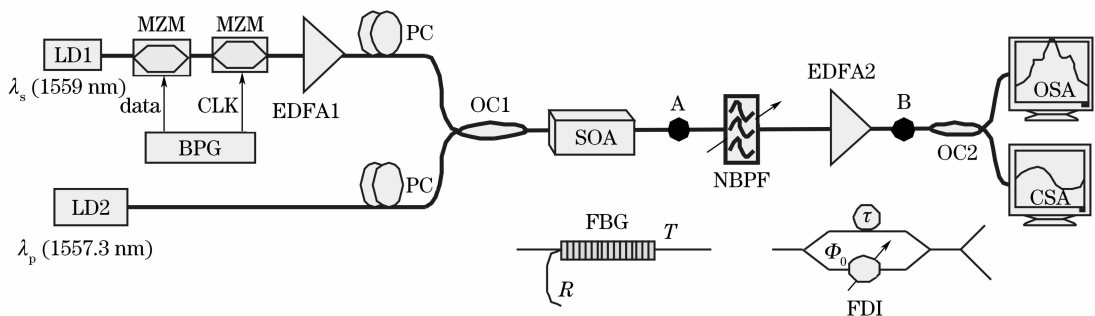 MZM
MZM
PC
LD1
λs (1559 nm)
data
CLK
EDFA1
BPG
OC1
SOA
A
NBPF
EDFA2
B
OC2
OSA
CSA
PC
LD2
λp (1557.3 nm)
FBG
T
R
τ
Φ0
FDI